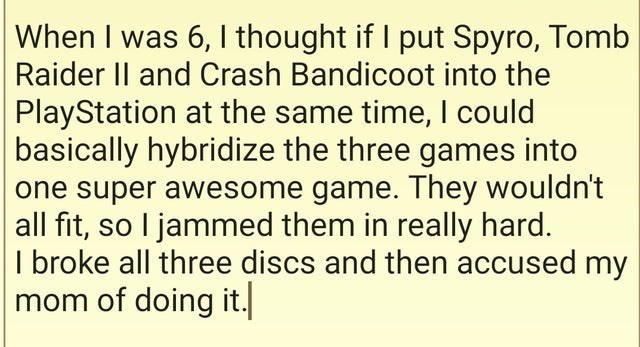 When I was 6, I thought if I put Spyro, Tomb
Raider II and Crash Bandicoot into the
PlayStation at the same time, I could
basically hybridize the three games into
one super awesome game. They wouldn't
all fit, so I jammed them in really hard.
I broke all three discs and then accused my
mom of doing it.